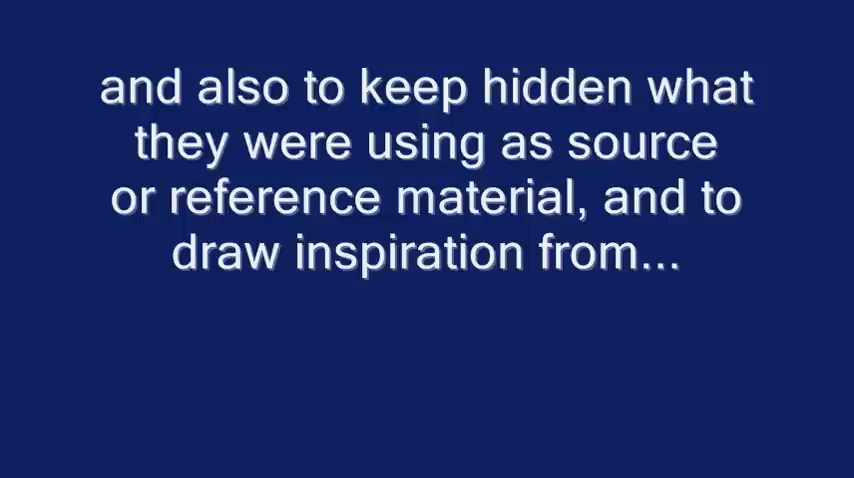 and also to keep hidden what
they were using as source
or reference material, and to
draw inspiration from...